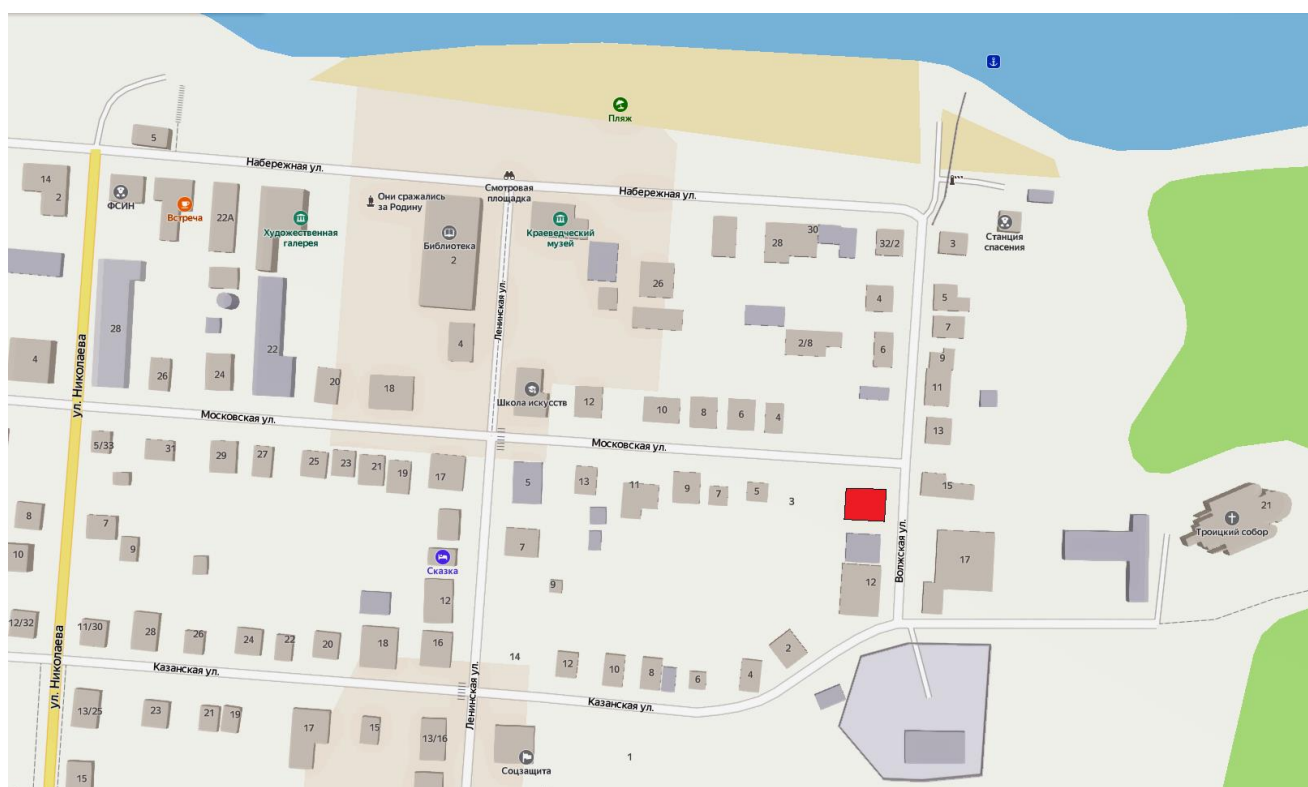 Пляж
5
Набережная ул.
Набережная ул.
14
2
ФСИН
Встреча
22А
Художественная
галерея
Они сражались
за Родину
Смотровая
площадка
Библиотека
2
Краеведческий
музей
28
30
32/2
3
Станция
спасения
26
4
5
7
28
22
4
2/8
6
9
11
4
26
24
20
18
Школа искусств
12
10
8
6
4
13
ул. Николаева
Ленинская ул.
Московская ул.
Московская ул.
5/33
31
29
27
25
23
21
19
17
5
13
11
9
7
5
3
15
21
Троицкий собор
8
7
9
10
7
Сказка
9
12
12
17
Волжская ул.
12/32
11/30
28
26
24
22
20
18
16
14
12
10
8
6
4
2
Казанская ул.
Казанская ул.
ул. Николаева
Ленинская ул.
13/25
23
21
19
17
15
13/16
Соцзащита
1
15